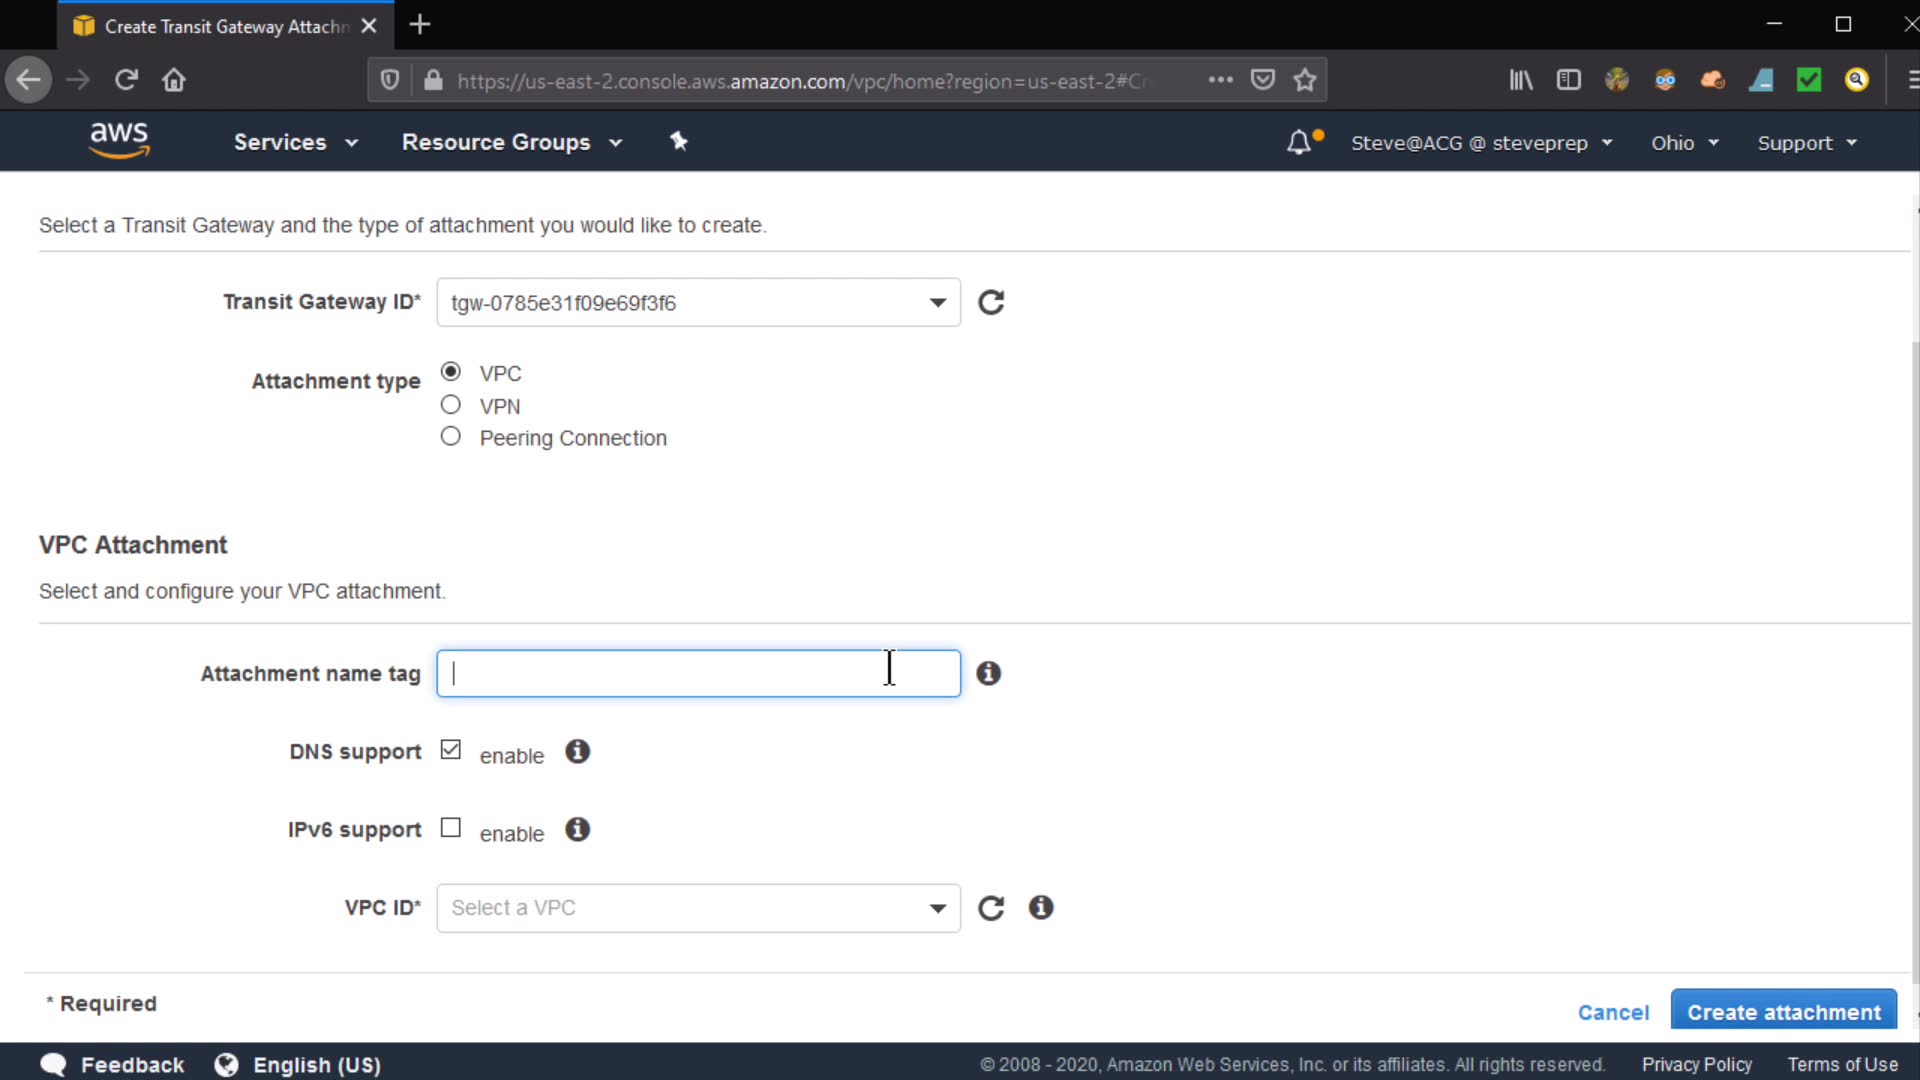 Create Transit Gateway Attachm
https://us-east-2.console.aws.amazon.com/vpc/home?region=us-east-2#Cr
aws Services Resource Groups Steve@ACG @ steveprep Ohio Support
Select a Transit Gateway and the type of attachment you would like to create.
Transit Gateway ID* tgw-0785e31f09e69f3f6
Attachment type VPC
VPN
Peering Connection
VPC Attachment
Select and configure your VPC attachment.
Attachment name tag
DNS support enable
IPv6 support enable
VPC ID* Select a VPC
* Required
Cancel Create attachment
Feedback English (US) © 2008 - 2020, Amazon Web Services, Inc. or its affiliates. All rights reserved. Privacy Policy Terms of Use